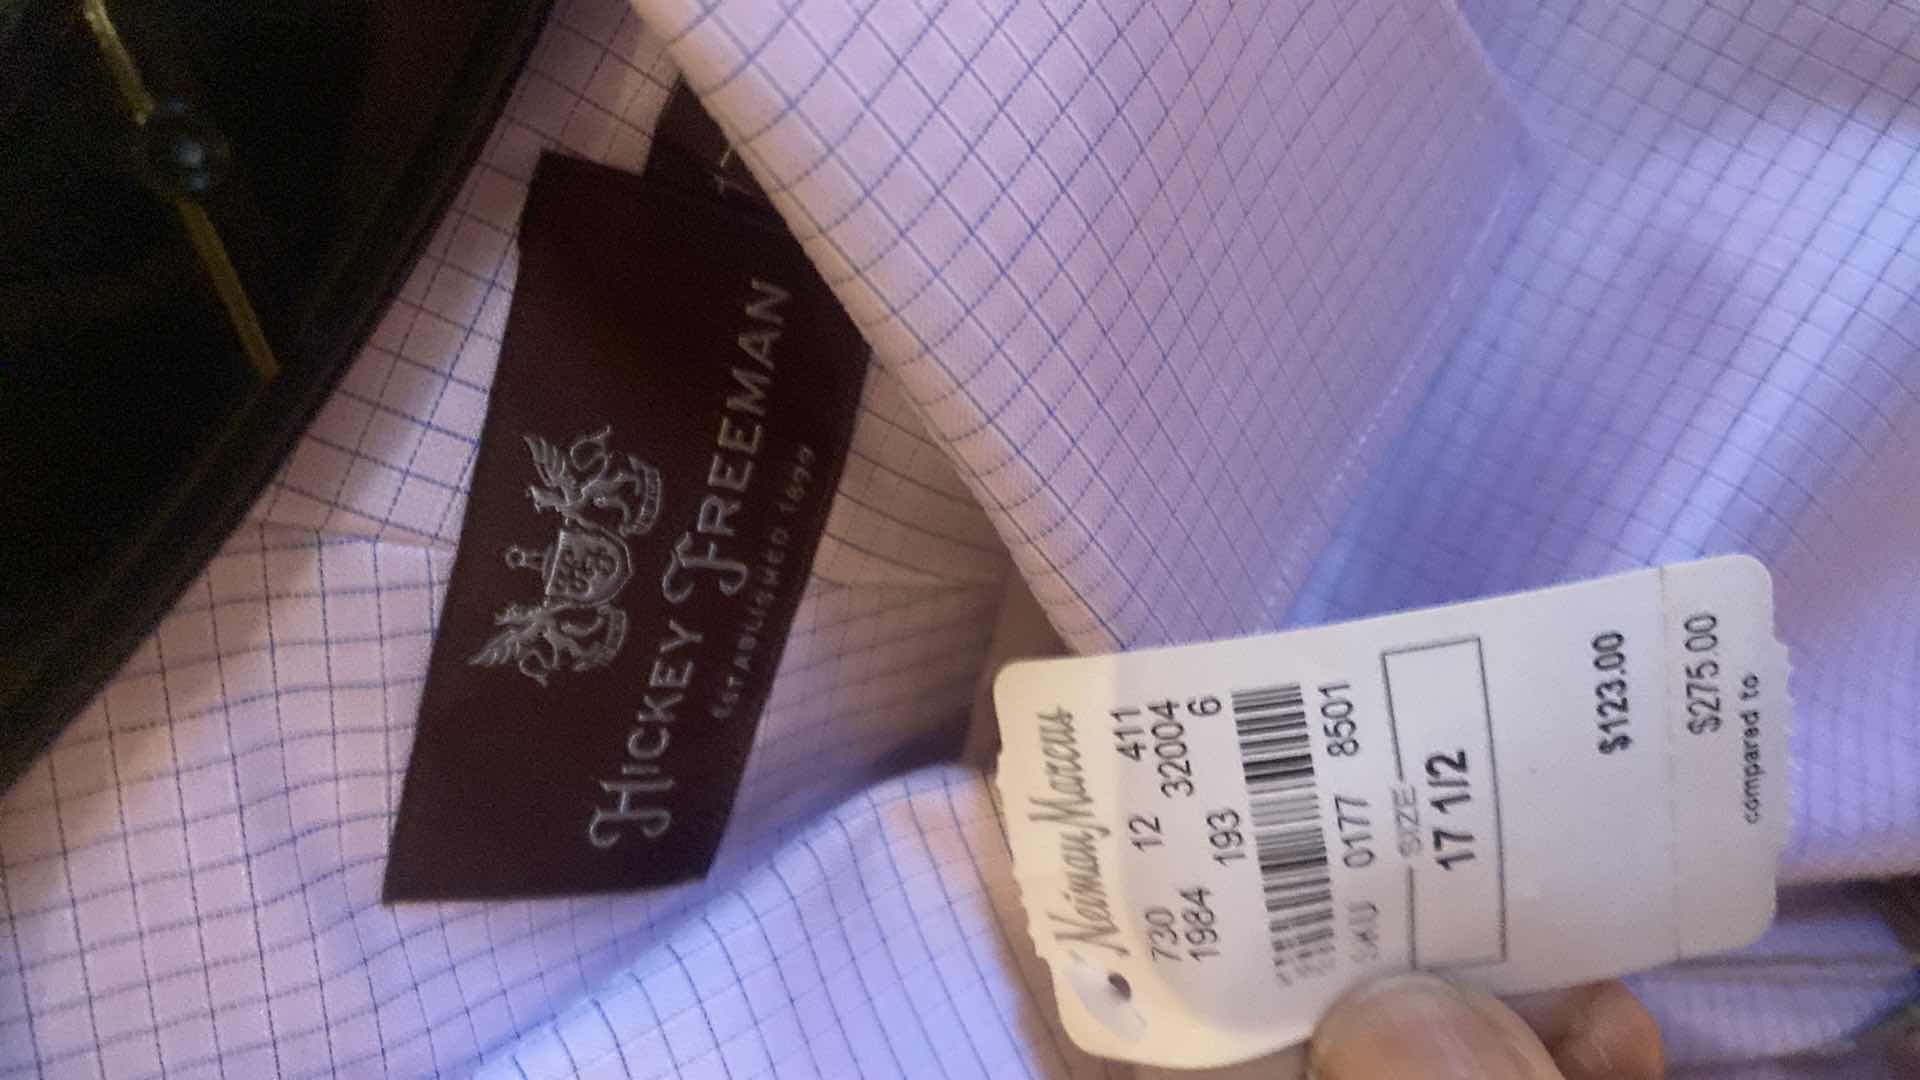 HICKEY FREEMAN
ESTABLISHED 1899
Neiman Marcus
730 12 411
1984 32004
193 6
SKU 0177 8501
SIZE
17 1/2
$123.00
$275.00
compared to